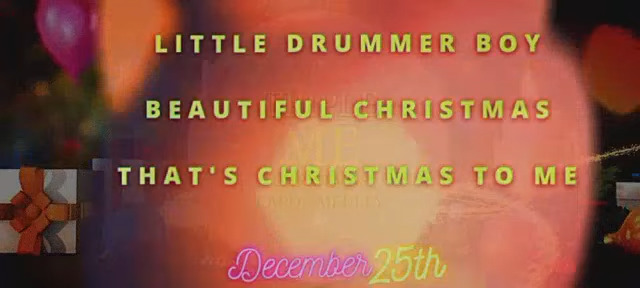 LITTLE DRUMMER BOY
BEAUTIFUL CHRISTMAS
THAT'S CHRISTMAS TO ME
December 25th